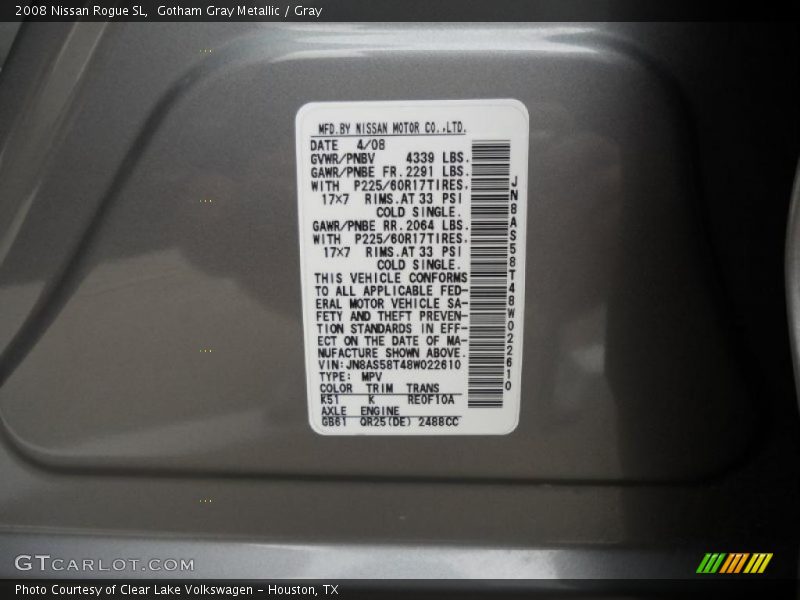 2008 Nissan Rogue SL,  Gotham Gray Metallic / Gray
MFD.BY NISSAN MOTOR CO.,LTD.
DATE 4/08
GVWR/PNBV 4339 LBS.
GAWR/PNBE FR. 2291 LBS.
WITH P225/60R17TIRES.
17×7 RIMS.AT 33 PSI
COLD SINGLE.
GAWR/PNBE RR. 2064 LBS.
WITH P225/60R17TIRES.
17×7 RIMS.AT 33 PSI
COLD SINGLE.
THIS VEHICLE CONFORMS
TO ALL APPLICABLE FED-
ERAL MOTOR VEHICLE SA-
FETY AND THEFT PREVEN-
TION STANDARDS IN EFF-
ECT ON THE DATE OF MA-
NUFACTURE SHOWN ABOVE.
VIN:JN8AS58T48W022610
TYPE: MPV
COLOR TRIM TRANS
K51 K RE0F10A
AXLE ENGINE
GB61 QR25(DE) 2488CC
JN8AS58T48W022610
GTCARLOT.COM
Photo Courtesy of Clear Lake Volkswagen - Houston, TX